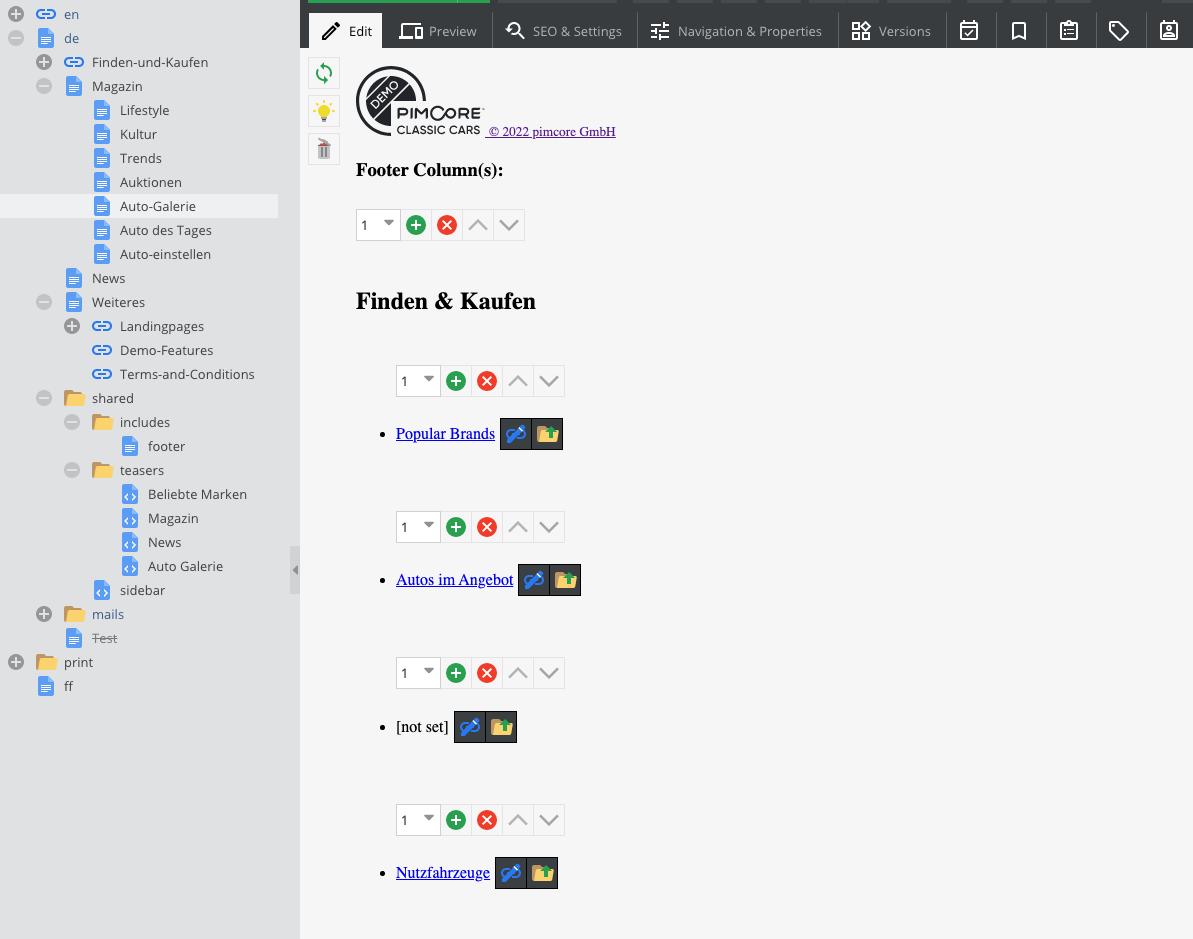 en
de
Finden-und-Kaufen
Magazin
Lifestyle
Kultur
Trends
Auktionen
Auto-Galerie
Auto des Tages
Auto-einstellen
News
Weiteres
Landingpages
Demo-Features
Terms-and-Conditions
shared
includes
footer
teasers
Beliebte Marken
Magazin
News
Auto Galerie
sidebar
mails
Test
print
ff
Edit
Preview
SEO & Settings
Navigation & Properties
Versions
DEMO
PIMCORE
CLASSIC CARS © 2022 pimcore GmbH
Footer Column(s):
1
Finden & Kaufen
1
Popular Brands
1
Autos im Angebot
1
[not set]
1
Nutzfahrzeuge